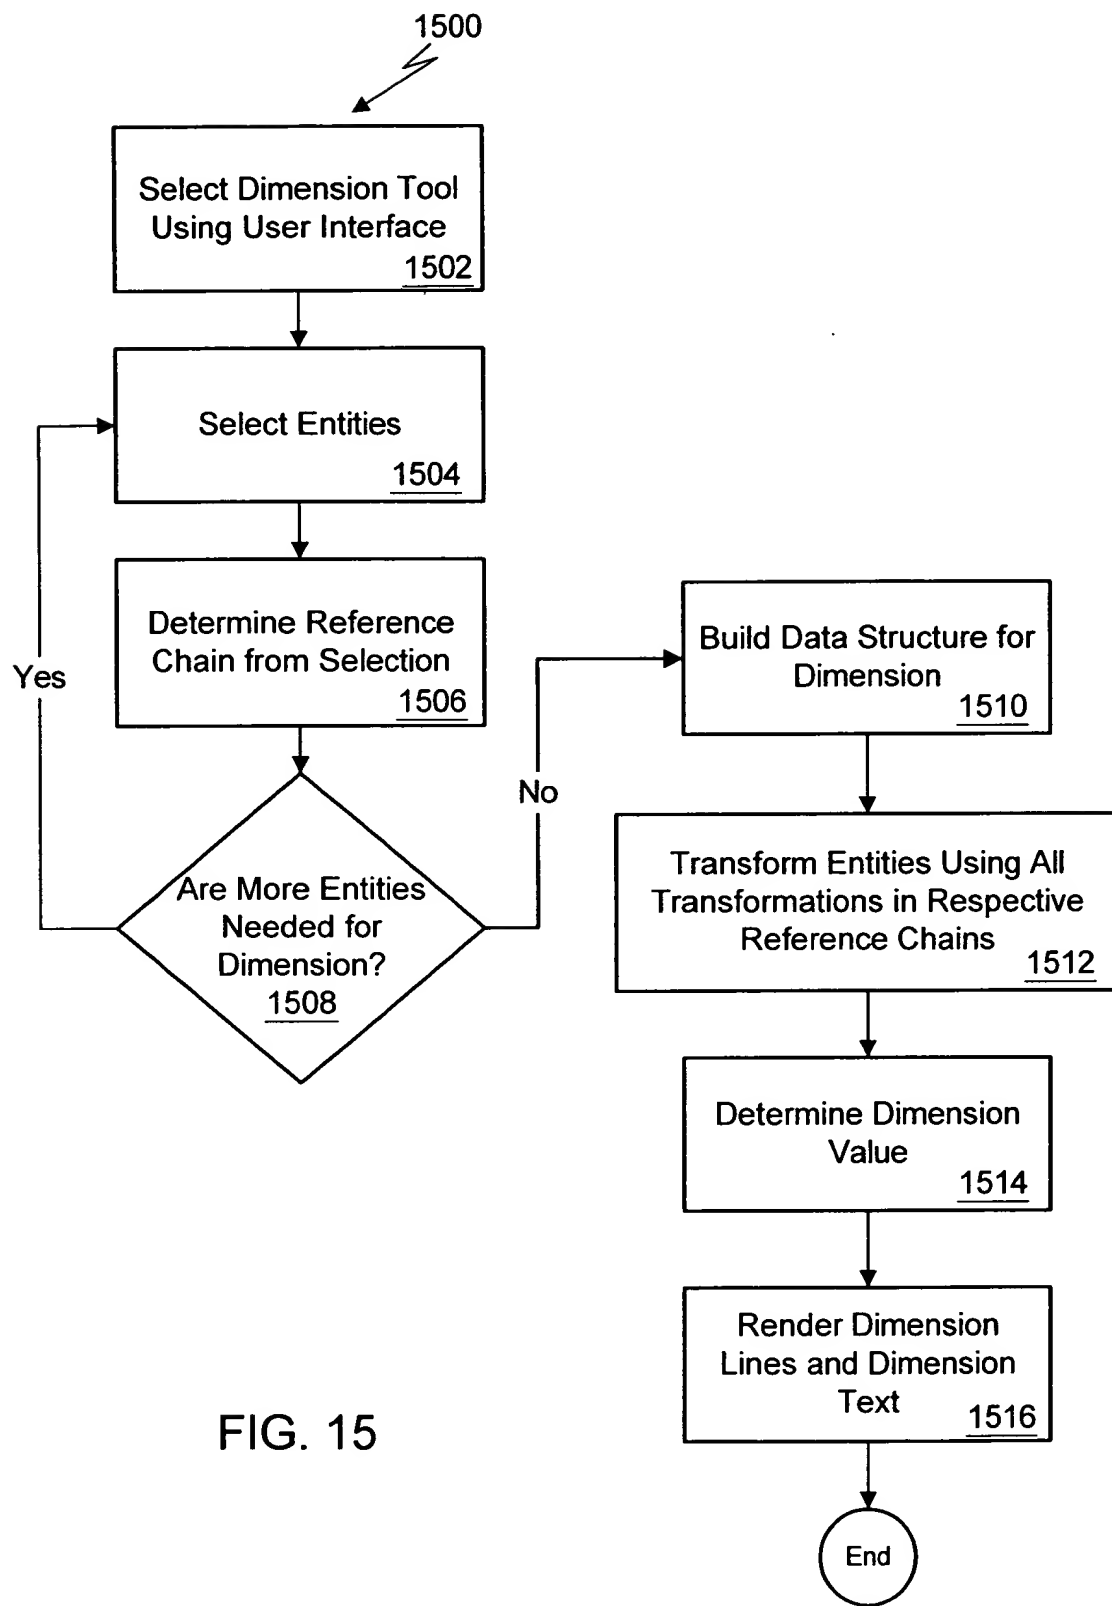 1500
Select Dimension Tool
Using User Interface
1502
Select Entities
1504
Determine Reference
Chain from Selection
1506
Yes
Are More Entities
Needed for
Dimension?
1508
No
Build Data Structure for
Dimension
1510
Transform Entities Using All
Transformations in Respective
Reference Chains
1512
Determine Dimension
Value
1514
Render Dimension
Lines and Dimension
Text
1516
End
FIG. 15